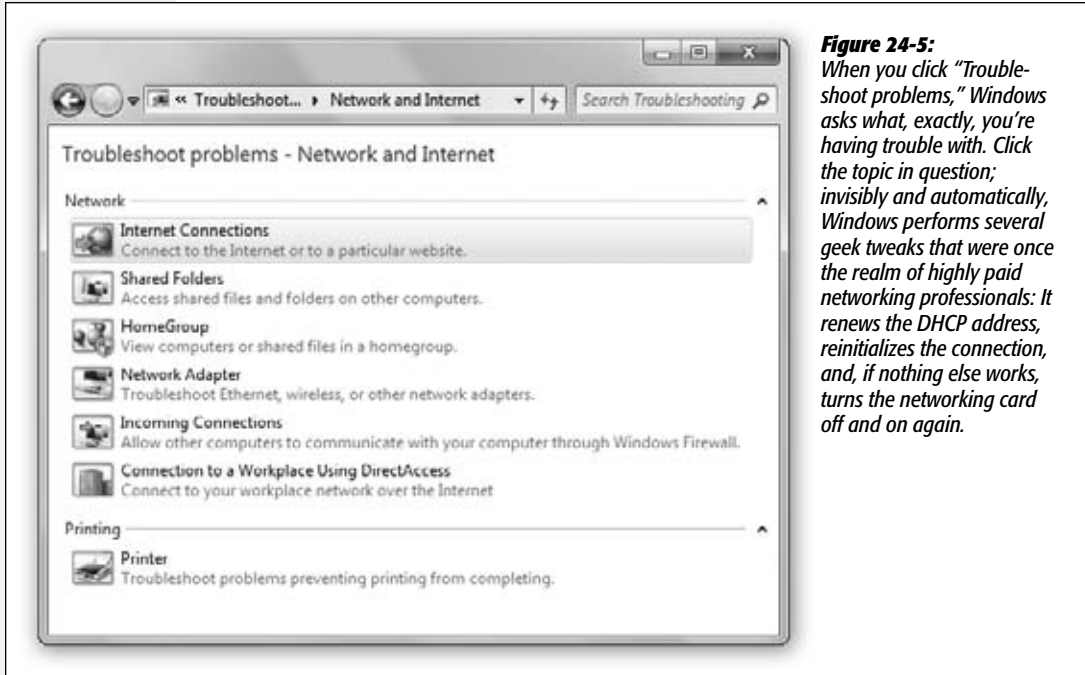 Troubleshoot... ▸ Network and Internet
Search Troubleshooting
Troubleshoot problems - Network and Internet
Network
Internet Connections
Connect to the Internet or to a particular website.
Shared Folders
Access shared files and folders on other computers.
HomeGroup
View computers or shared files in a homegroup.
Network Adapter
Troubleshoot Ethernet, wireless, or other network adapters.
Incoming Connections
Allow other computers to communicate with your computer through Windows Firewall.
Connection to a Workplace Using DirectAccess
Connect to your workplace network over the Internet
Printing
Printer
Troubleshoot problems preventing printing from completing.
Figure 24-5:
When you click “Trouble-
shoot problems,” Windows
asks what, exactly, you’re
having trouble with. Click
the topic in question;
invisibly and automatically,
Windows performs several
geek tweaks that were once
the realm of highly paid
networking professionals: It
renews the DHCP address,
reinitializes the connection,
and, if nothing else works,
turns the networking card
off and on again.